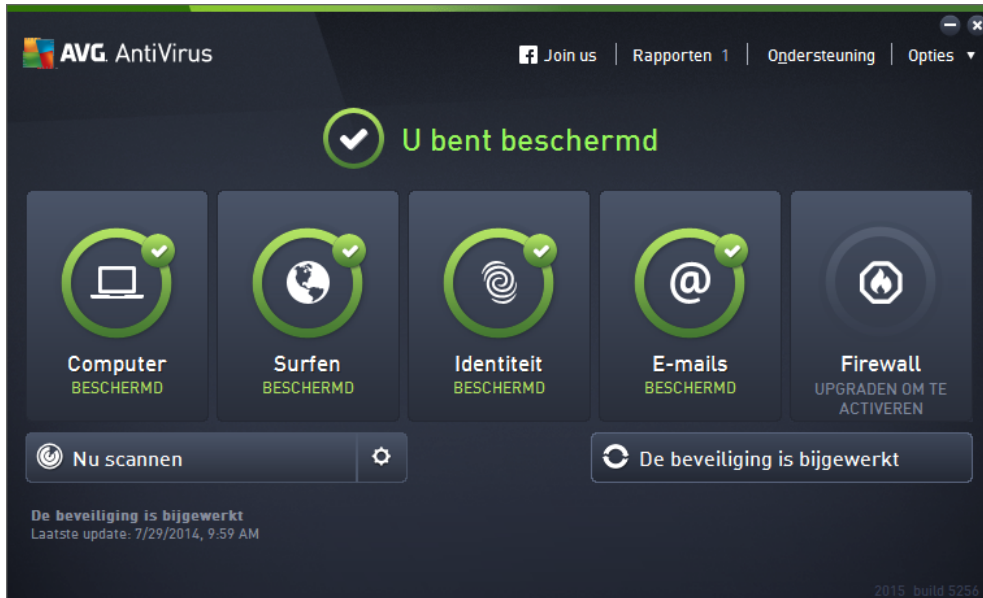 AVG. AntiVirus
Join us
Rapporten 1
Ondersteuning
Opties
U bent beschermd
Computer
BESCHERMD
Surfen
BESCHERMD
Identiteit
BESCHERMD
E-mails
BESCHERMD
Firewall
UPGRADEN OM TE
ACTIVEREN
Nu scannen
De beveiliging is bijgewerkt
De beveiliging is bijgewerkt
Laatste update: 7/29/2014, 9:59 AM
2015 build 5256